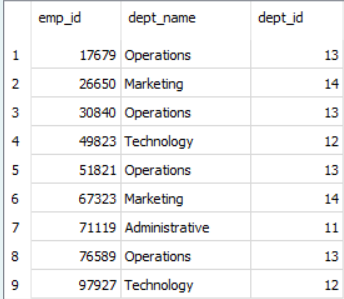 emp_id dept_name dept_id
1 17679 Operations 13
2 26650 Marketing 14
3 30840 Operations 13
4 49823 Technology 12
5 51821 Operations 13
6 67323 Marketing 14
7 71119 Administrative 11
8 76589 Operations 13
9 97927 Technology 12